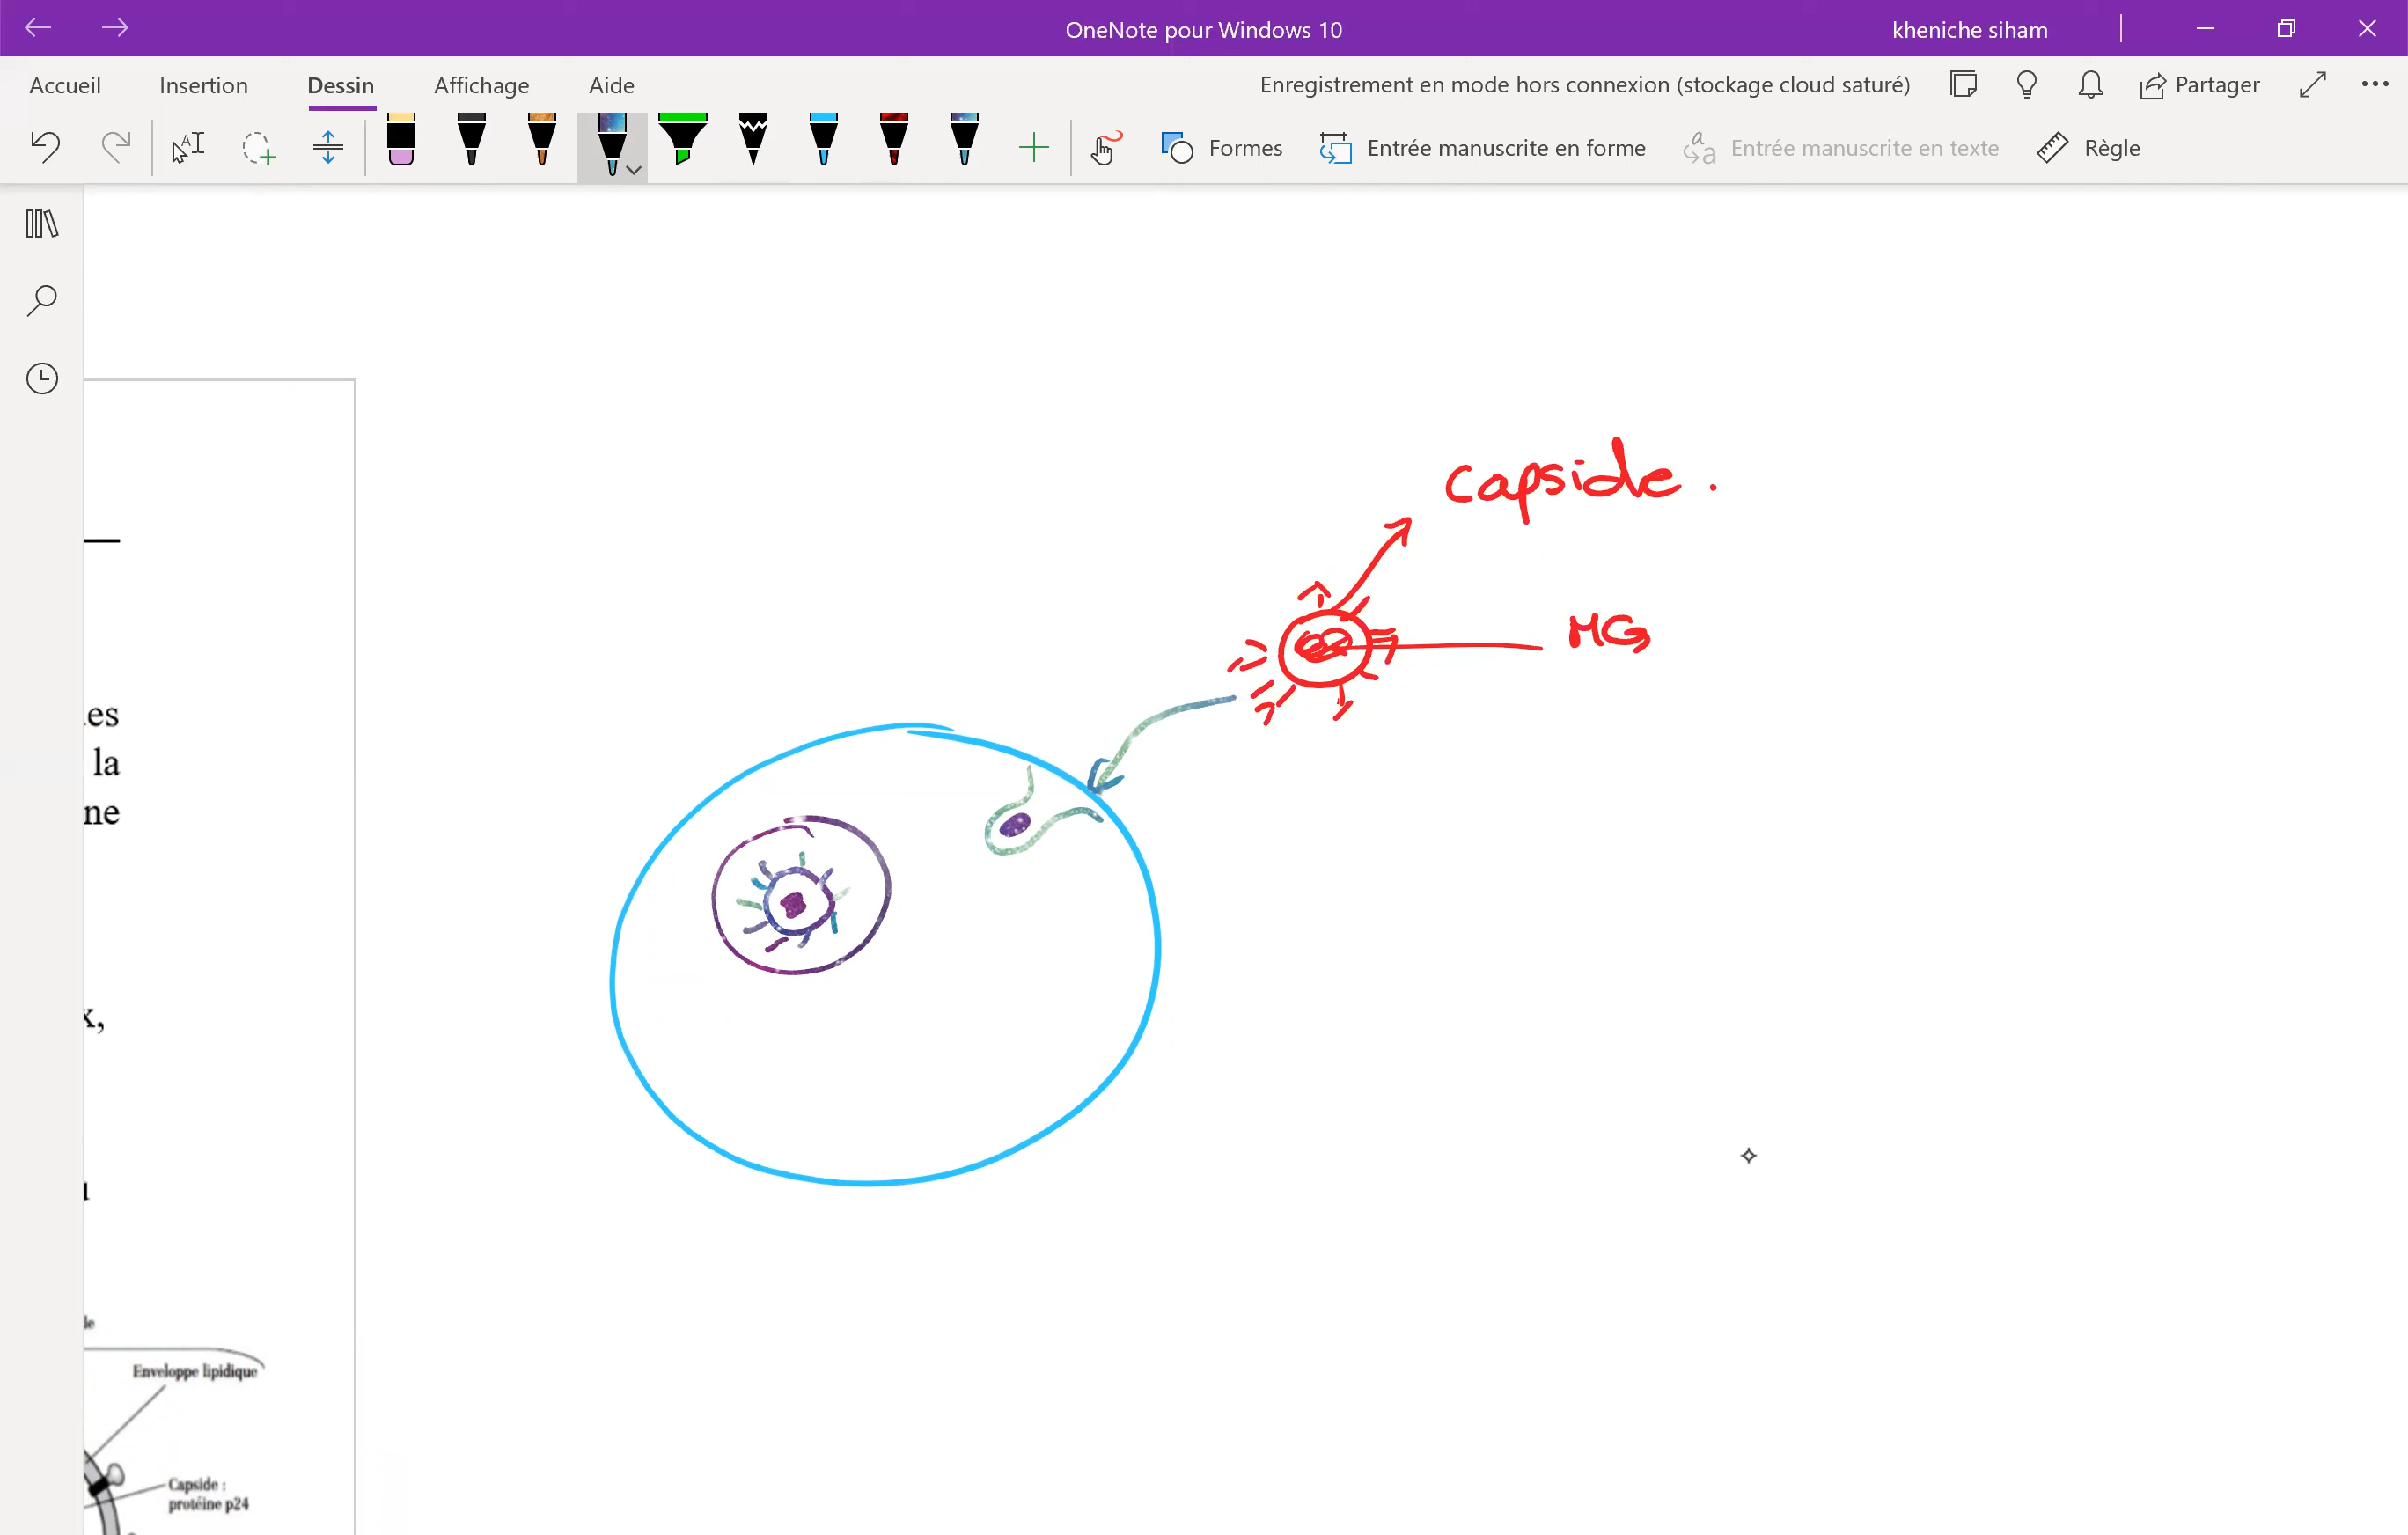 OneNote pour Windows 10
kheniche siham
Accueil Insertion Dessin Affichage Aide
Enregistrement en mode hors connexion (stockage cloud saturé)
Partager
Formes
Entrée manuscrite en forme
Entrée manuscrite en texte
Règle
capside.
MG
es
la
ne
x,
le
Enveloppe lipidique
Capside :
protéine p24